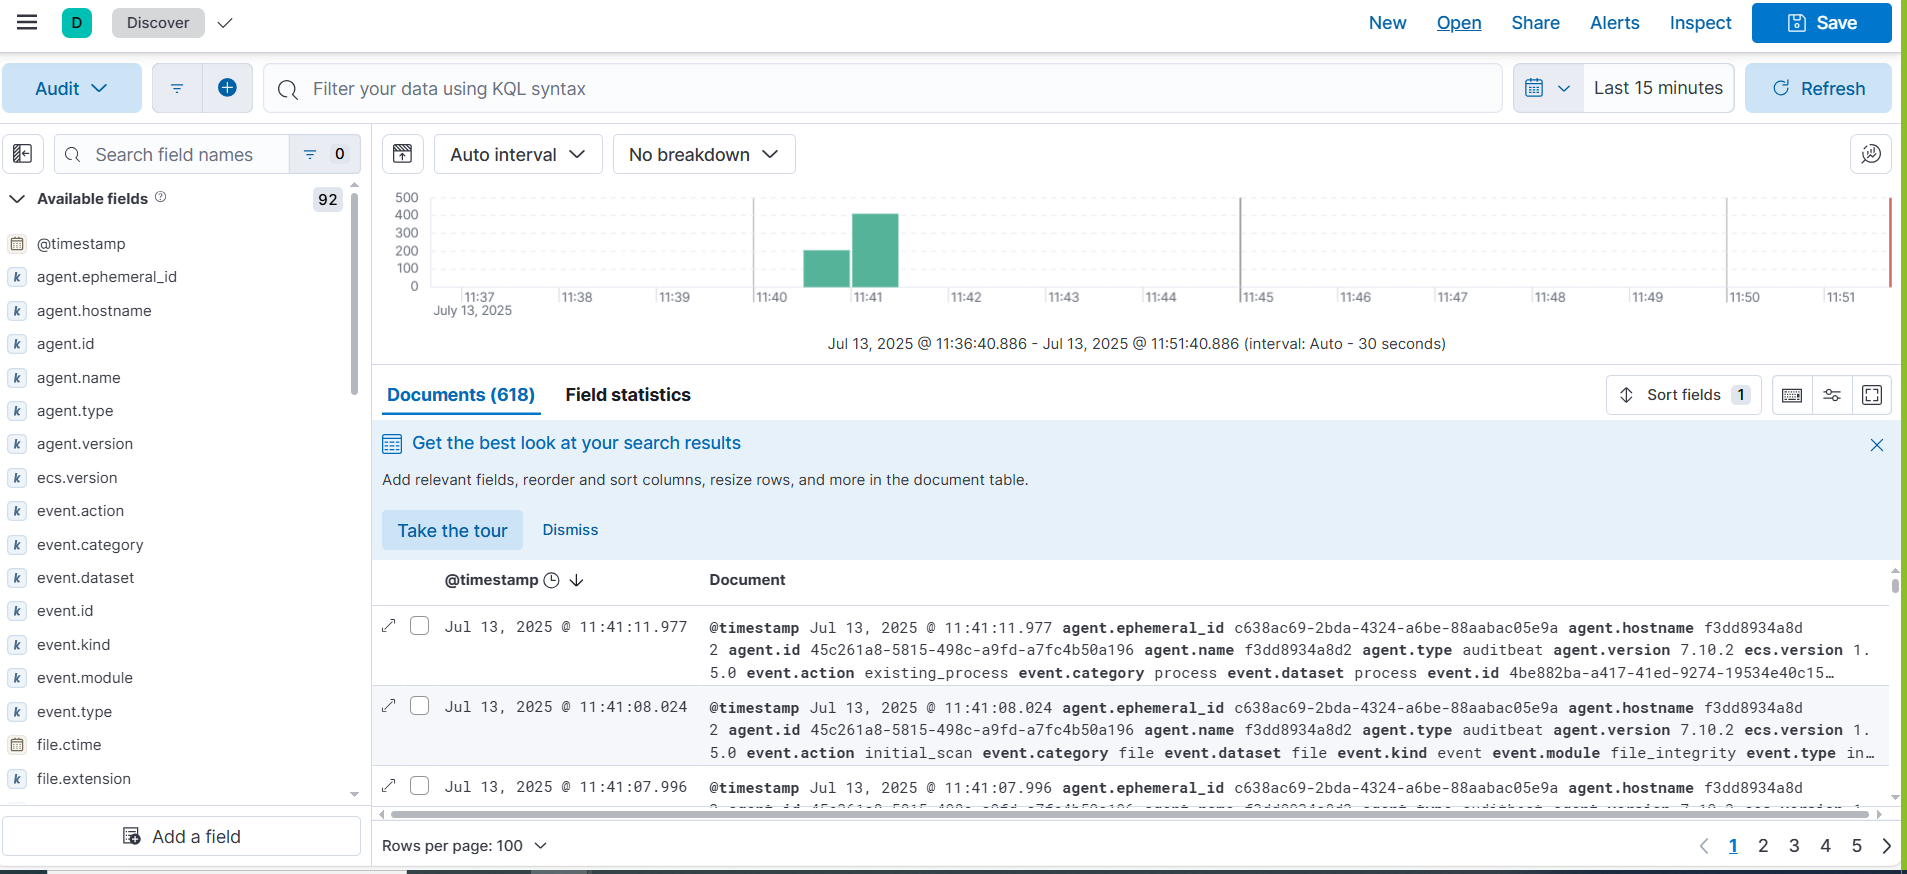 D Discover New Open Share Alerts Inspect Save
Audit Filter your data using KQL syntax Last 15 minutes Refresh
Search field names 0
Available fields 92
@timestamp
k agent.ephemeral_id
k agent.hostname
k agent.id
k agent.name
k agent.type
k agent.version
k ecs.version
k event.action
k event.category
k event.dataset
k event.id
k event.kind
k event.module
k event.type
file.ctime
k file.extension
Add a field
Auto interval No breakdown
500
400
300
200
100
0
11:37 11:38 11:39 11:40 11:41 11:42 11:43 11:44 11:45 11:46 11:47 11:48 11:49 11:50 11:51
July 13, 2025
Jul 13, 2025 @ 11:36:40.886 - Jul 13, 2025 @ 11:51:40.886 (interval: Auto - 30 seconds)
Documents (618) Field statistics Sort fields 1
Get the best look at your search results
Add relevant fields, reorder and sort columns, resize rows, and more in the document table.
Take the tour Dismiss
@timestamp Document
Jul 13, 2025 @ 11:41:11.977 @timestamp Jul 13, 2025 @ 11:41:11.977 agent.ephemeral_id c638ac69-2bda-4324-a6be-88aabac05e9a agent.hostname f3dd8934a8d
2 agent.id 45c261a8-5815-498c-a9fd-a7fc4b50a196 agent.name f3dd8934a8d2 agent.type auditbeat agent.version 7.10.2 ecs.version 1.
5.0 event.action existing_process event.category process event.dataset process event.id 4be882ba-a417-41ed-9274-19534e40c15…
Jul 13, 2025 @ 11:41:08.024 @timestamp Jul 13, 2025 @ 11:41:08.024 agent.ephemeral_id c638ac69-2bda-4324-a6be-88aabac05e9a agent.hostname f3dd8934a8d
2 agent.id 45c261a8-5815-498c-a9fd-a7fc4b50a196 agent.name f3dd8934a8d2 agent.type auditbeat agent.version 7.10.2 ecs.version 1.
5.0 event.action initial_scan event.category file event.dataset file event.kind event event.module file_integrity event.type in…
Jul 13, 2025 @ 11:41:07.996 @timestamp Jul 13, 2025 @ 11:41:07.996 agent.ephemeral_id c638ac69-2bda-4324-a6be-88aabac05e9a agent.hostname f3dd8934a8d
Rows per page: 100 1 2 3 4 5